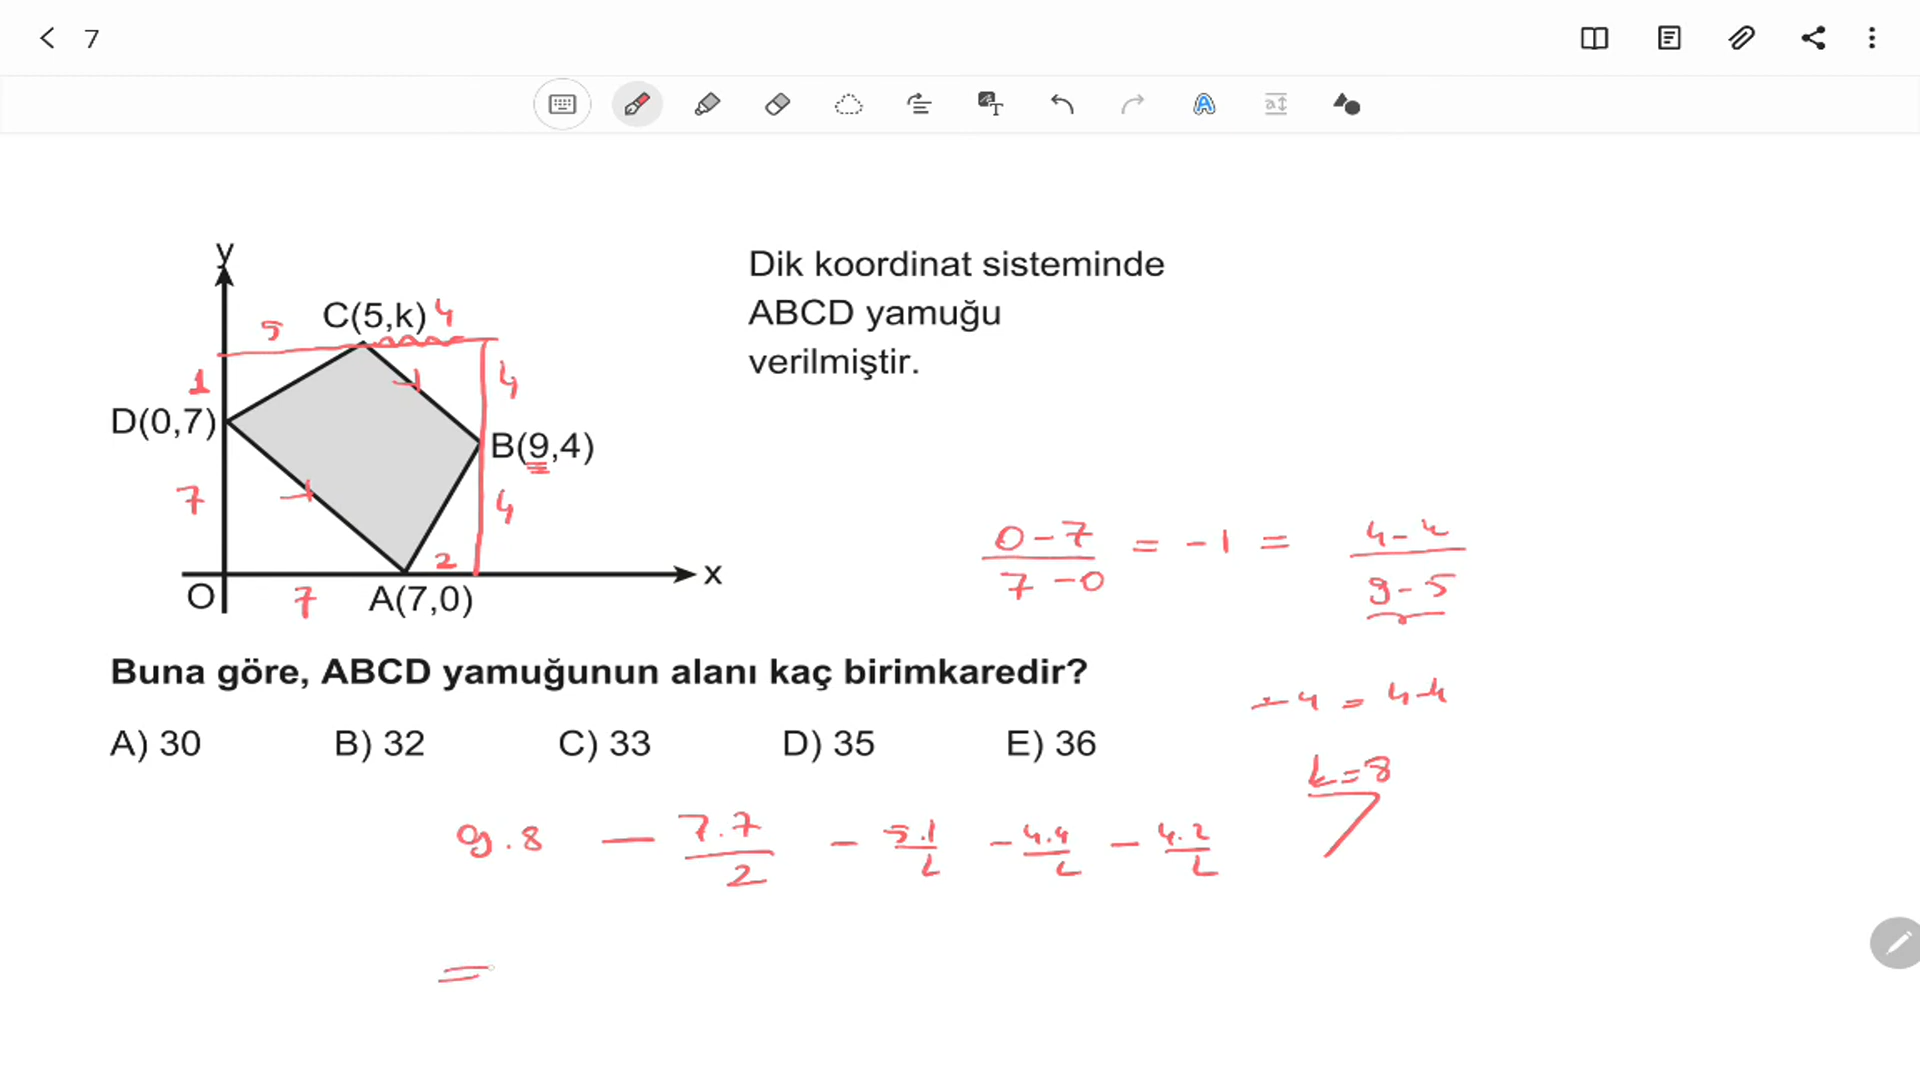 7
y
C(5,k) 4
5
1
4
D(0,7)
B(9,4)
7
4
2
x
O
7
A(7,0)
Dik koordinat sisteminde
ABCD yamuğu
verilmiştir.
0-7 / 7-0 = -1 = 4-k / 9-5
Buna göre, ABCD yamuğunun alanı kaç birimkaredir?
-4 = 4-k
A) 30 B) 32 C) 33 D) 35 E) 36
k=8
9.8 - 7.7/2 - 5.1/2 - 4.4/2 - 4.2/2
=